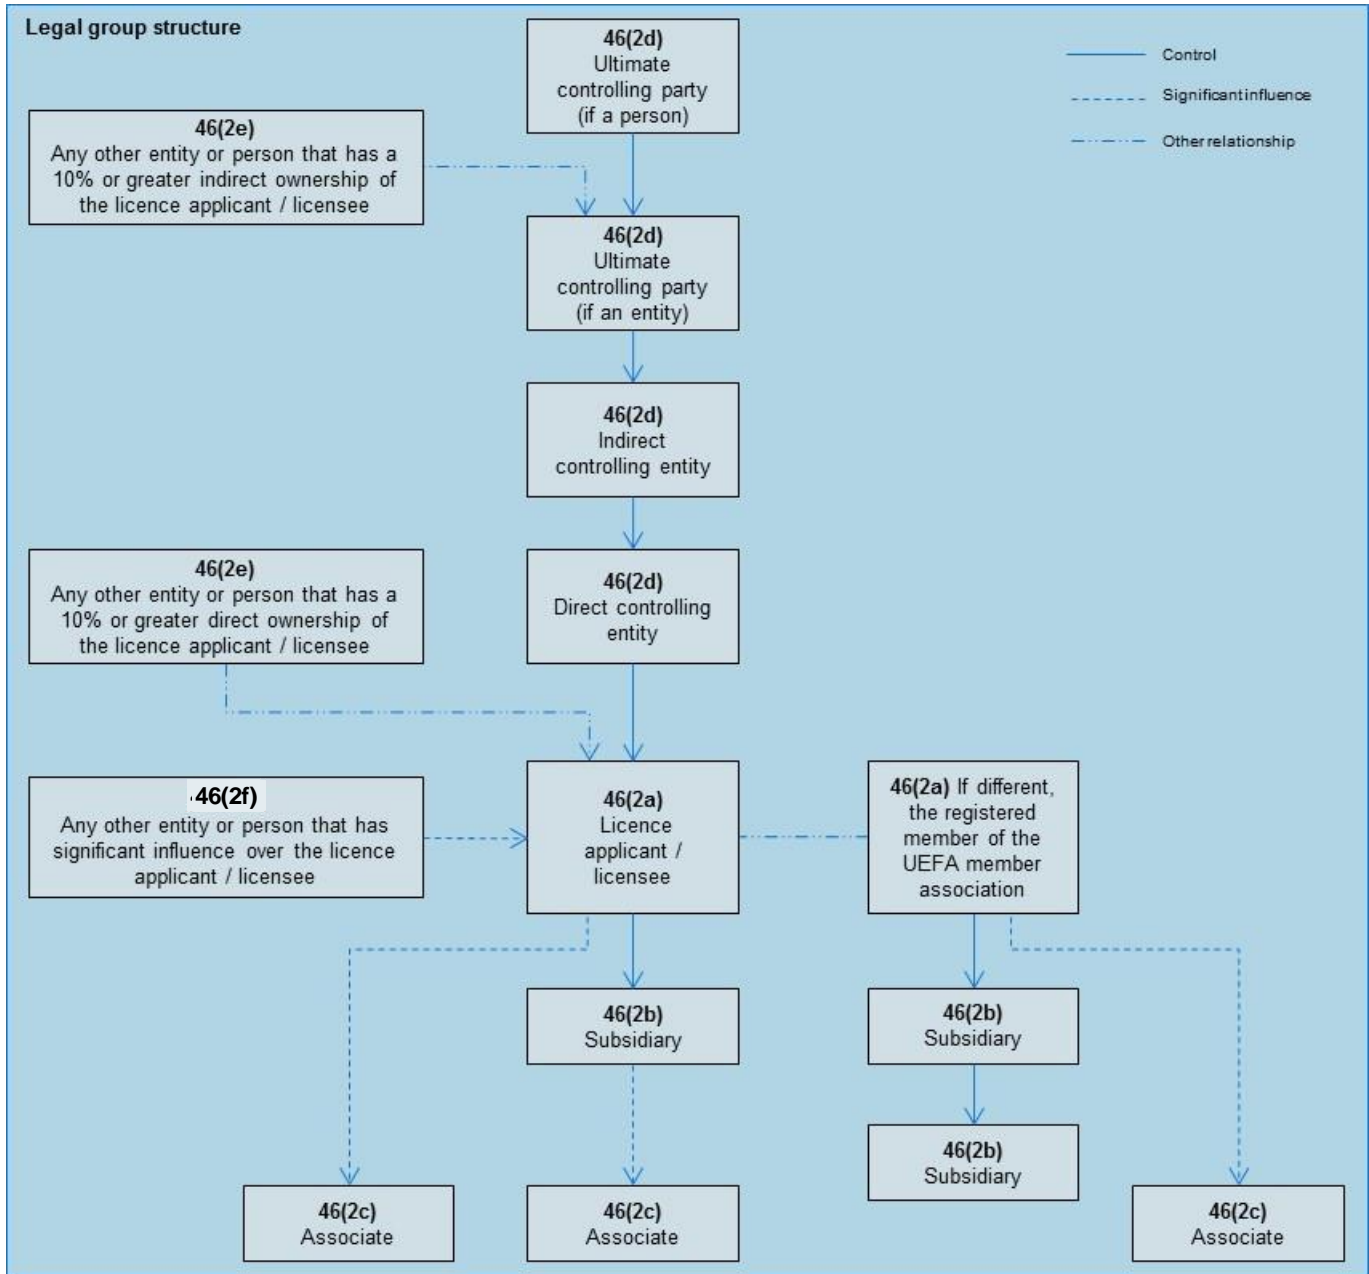 Legal group structure
46(2d)
Ultimate
controlling party
(if a person)
Control
Significant influence
Other relationship
46(2e)
Any other entity or person that has a
10% or greater indirect ownership of
the licence applicant / licensee
46(2d)
Ultimate
controlling party
(if an entity)
46(2d)
Indirect
controlling entity
46(2e)
Any other entity or person that has a
10% or greater direct ownership of
the licence applicant / licensee
46(2d)
Direct controlling
entity
46(2f)
Any other entity or person that has
significant influence over the licence
applicant / licensee
46(2a)
Licence
applicant /
licensee
46(2a) If different,
the registered
member of the
UEFA member
association
46(2b)
Subsidiary
46(2b)
Subsidiary
46(2b)
Subsidiary
46(2c)
Associate
46(2c)
Associate
46(2c)
Associate